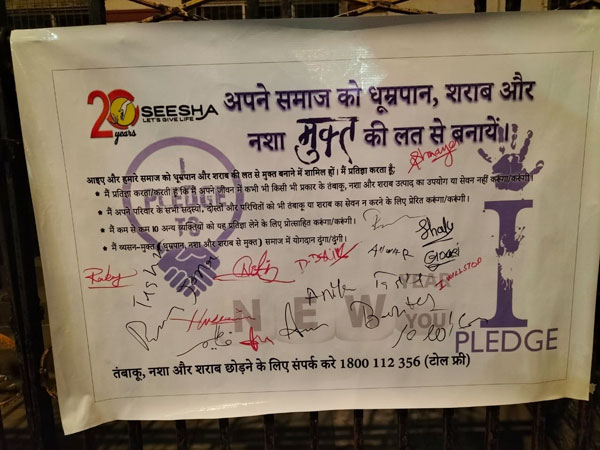 20 years
SEESHA
LET'S GIVE LIFE
अपने समाज को धूम्रपान, शराब और
नशा मुक्त की लत से बनायें।
आइए और हमारे समाज को धूम्रपान और शराब की लत से मुक्त बनाने में शामिल हों। मैं प्रतिज्ञा करता हूँ;
• मैं प्रतिज्ञा करता/करती हूँ कि मैं अपने जीवन में कभी भी किसी भी प्रकार के तंबाकू, नशा और शराब उत्पाद का उपयोग या सेवन नहीं करूंगा/करूंगी।
• मैं अपने परिवार के सभी सदस्यों, दोस्तों और परिचितों को भी तंबाकू या शराब का सेवन न करने के लिए प्रेरित करूंगा/करूंगी।
• मैं कम से कम 10 अन्य व्यक्तियों को यह प्रतिज्ञा लेने के लिए प्रोत्साहित करूंगा/करूंगी।
• मैं व्यसन-मुक्त (धूम्रपान, नशा और शराब से मुक्त) समाज में योगदान दूंगा/दूंगी।
PLEDGE TO
Ruby
Anita
NEW YEAR
YOU!
I
PLEDGE
तंबाकू, नशा और शराब छोड़ने के लिए संपर्क करे 1800 112 356 (टोल फ्री)